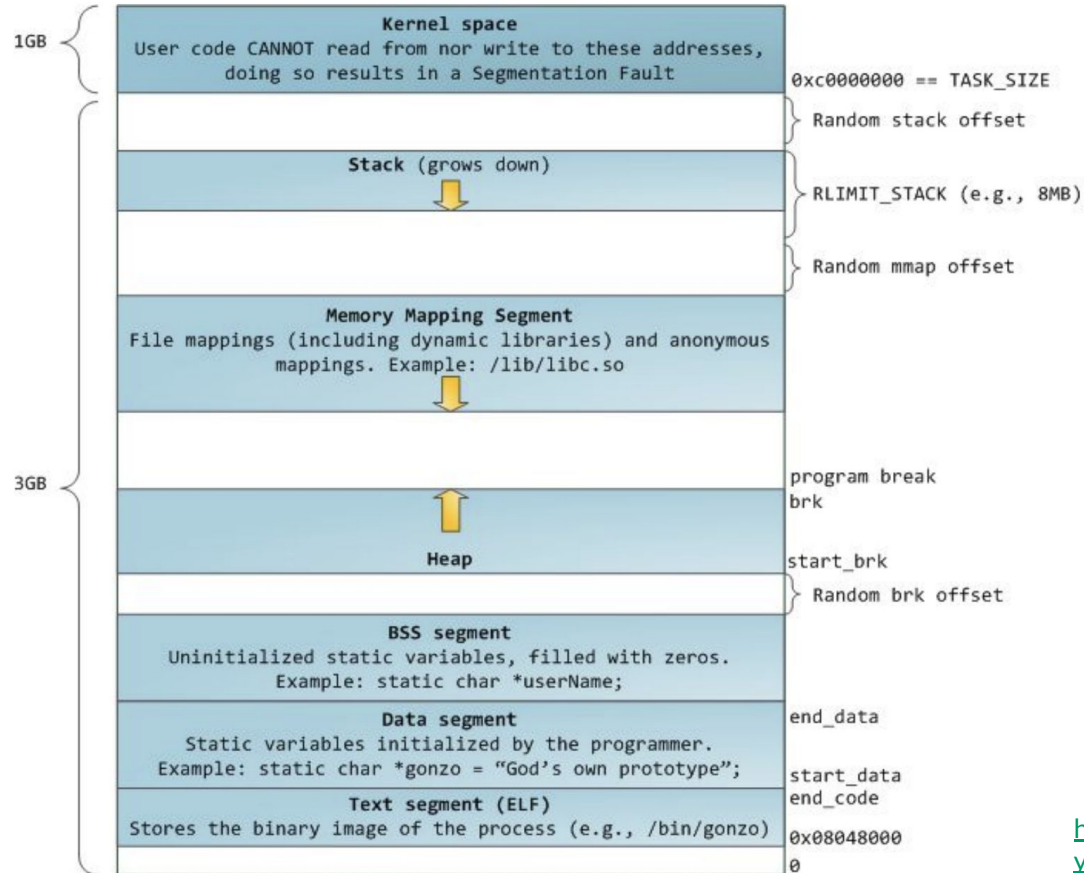 1GB
Kernel space
User code CANNOT read from nor write to these addresses,
doing so results in a Segmentation Fault
0xc0000000 == TASK_SIZE
Random stack offset
Stack (grows down)
RLIMIT_STACK (e.g., 8MB)
Random mmap offset
Memory Mapping Segment
File mappings (including dynamic libraries) and anonymous
mappings. Example: /lib/libc.so
3GB
program break
brk
Heap
start_brk
Random brk offset
BSS segment
Uninitialized static variables, filled with zeros.
Example: static char *userName;
Data segment
end_data
Static variables initialized by the programmer.
Example: static char *gonzo = “God’s own prototype”;
start_data
end_code
Text segment (ELF)
Stores the binary image of the process (e.g., /bin/gonzo)
0x08048000
0
h
y